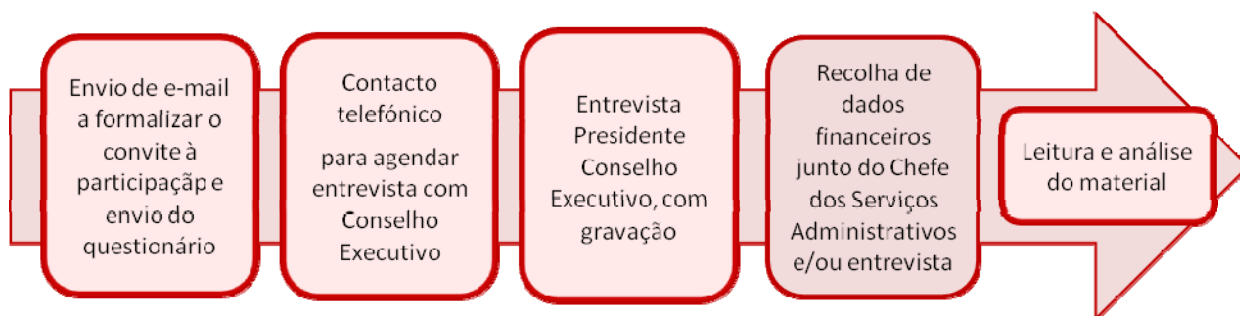 Envio de e-mail
a formalizar o
convite à
participaçãp e
envio do
questionário
Contacto
telefónico
para agendar
entrevista com
Conselho
Executivo
Entrevista
Presidente
Conselho
Executivo, com
gravação
Recolha de
dados
financeiros
junto do Chefe
dos Serviços
Administrativos
e/ou entrevista
Leitura e análise
do material